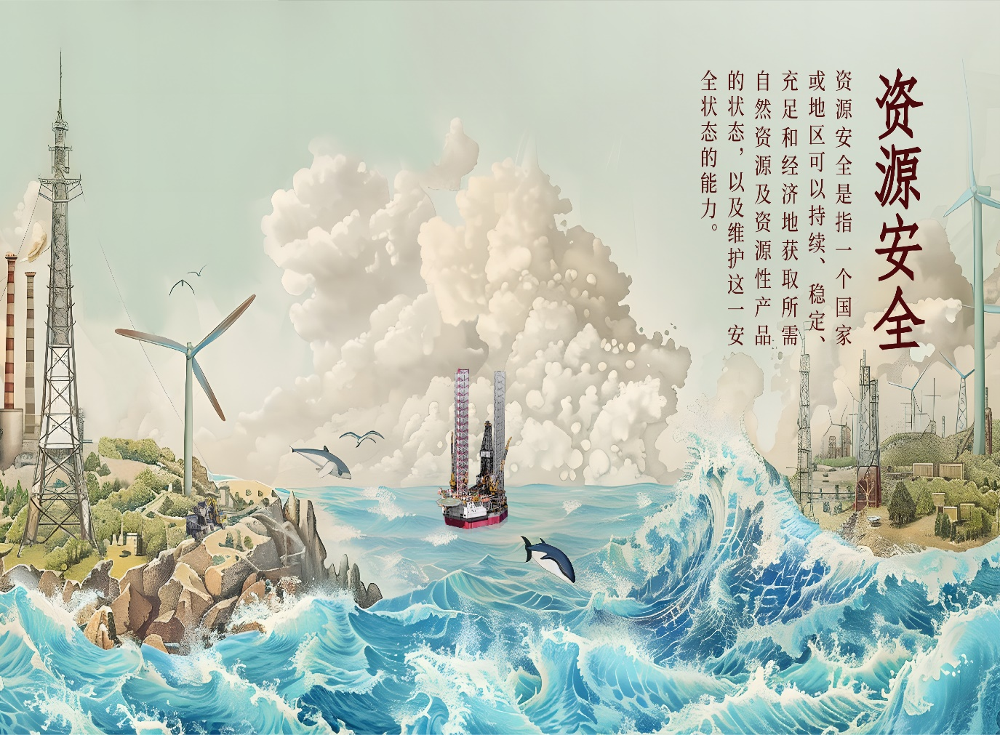 资源安全
资源安全是指一个国家
或地区可以持续、稳定、
充足和经济地获取所需
自然资源及资源性产品
的状态，以及维护这一安
全状态的能力。